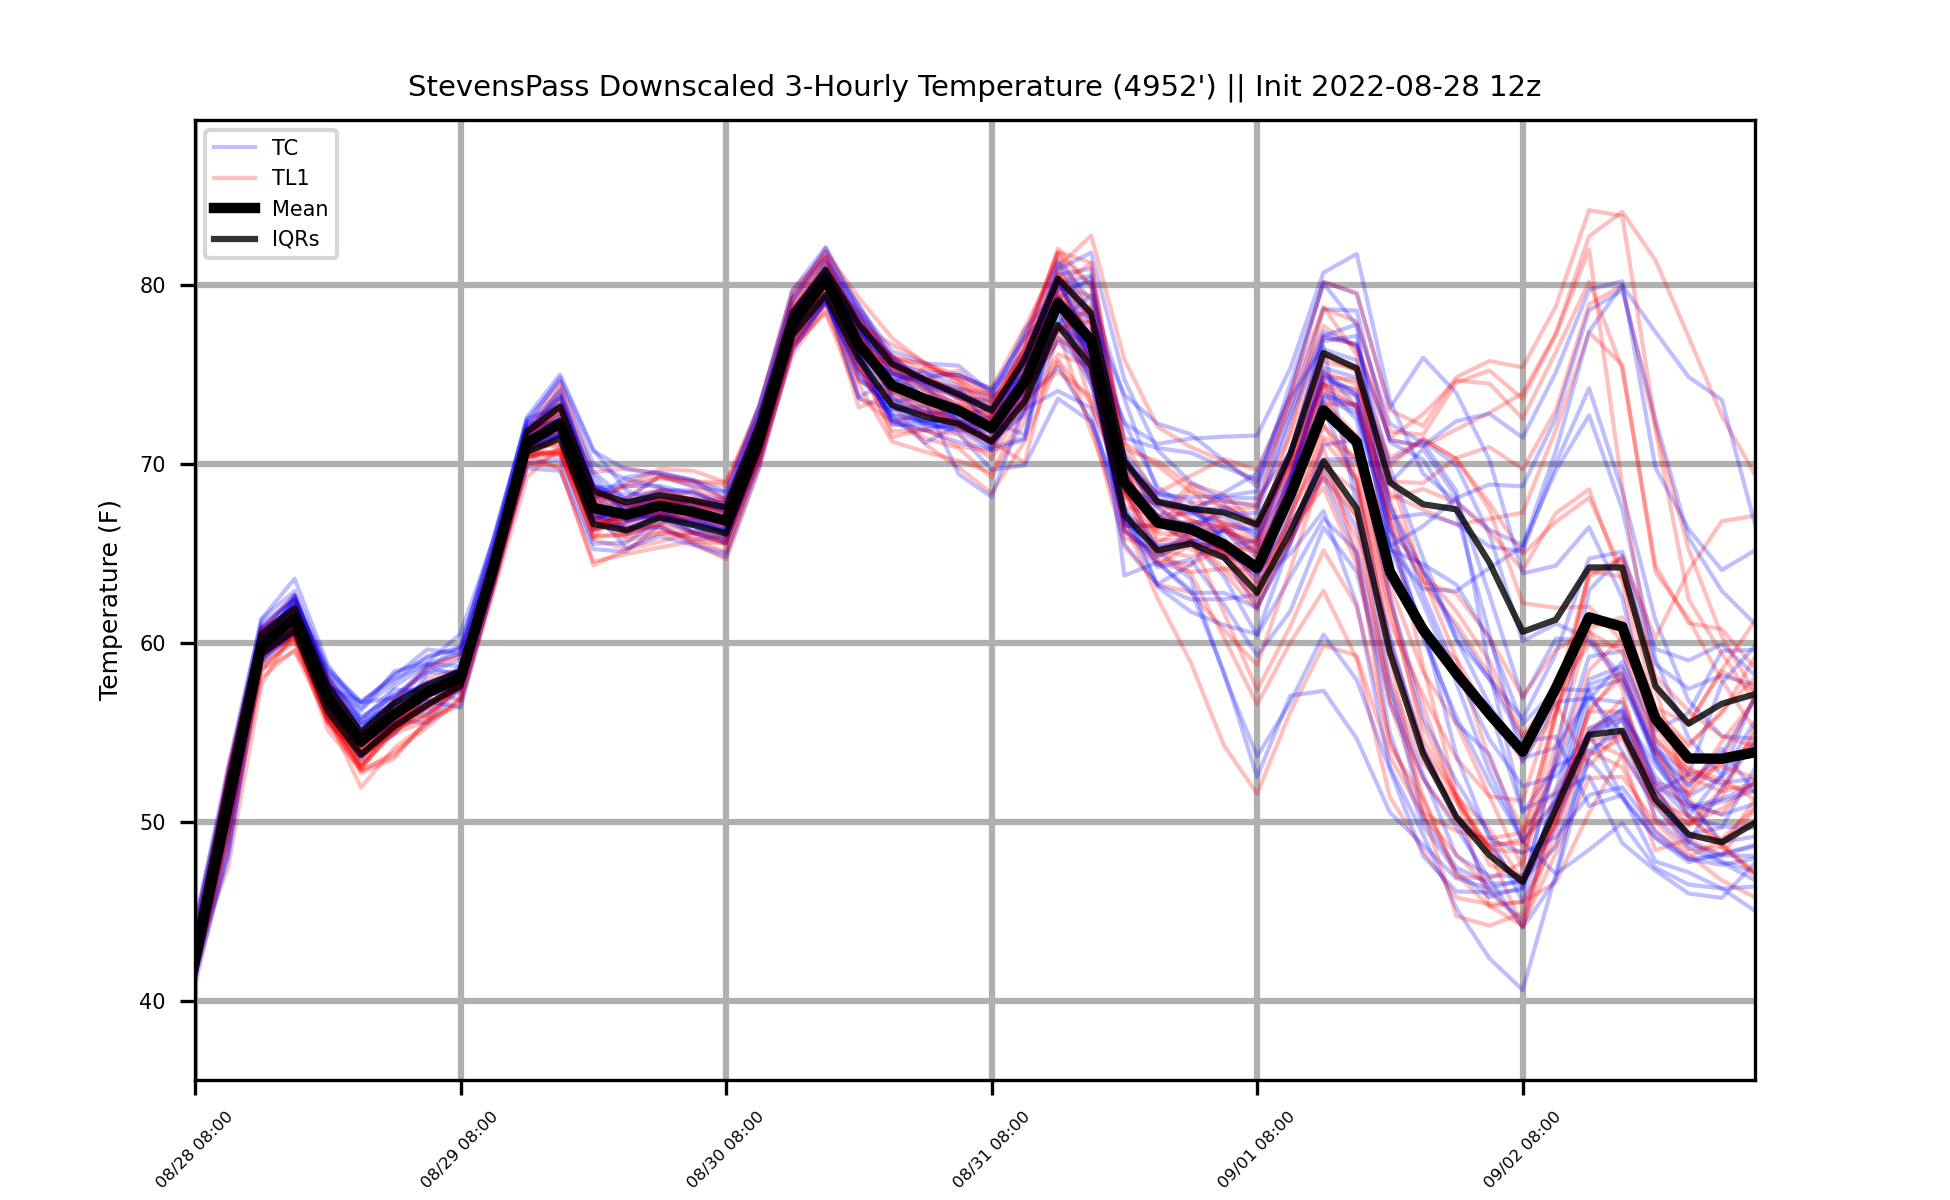 StevensPass Downscaled 3-Hourly Temperature (4952') || Init 2022-08-28 12z
TC
TL1
Mean
IQRs
Temperature (F)
80
70
60
50
40
08/28 08:00
08/29 08:00
08/30 08:00
08/31 08:00
09/01 08:00
09/02 08:00